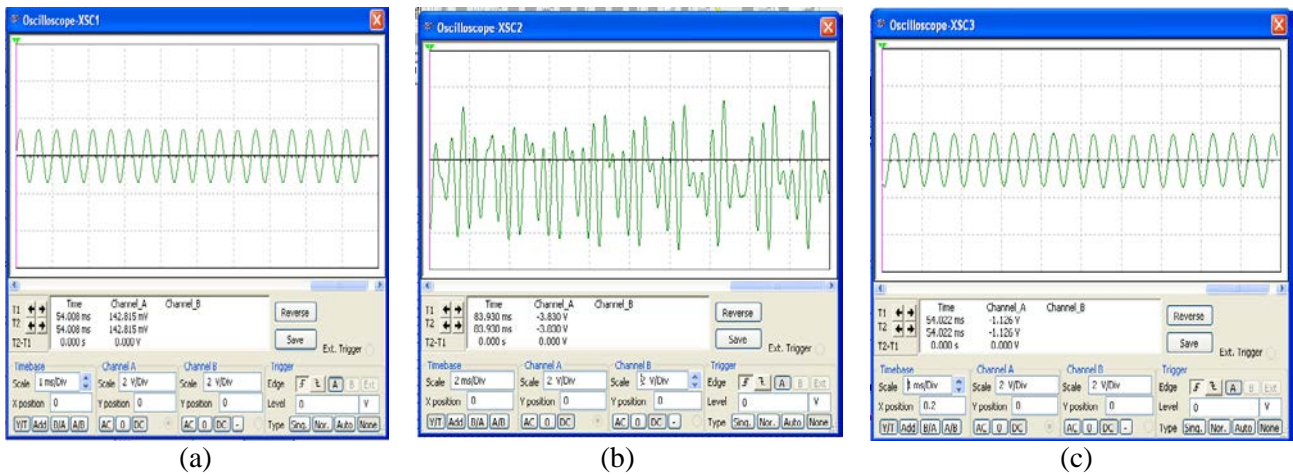 Oscilloscope-XSC1
Time Channel_A Channel_B
T1 54.008 ms 142.815 mV
T2 54.008 ms 142.815 mV
T2-T1 0.000 s 0.000 V
Reverse
Save
Ext. Trigger
Timebase Channel A Channel B Trigger
Scale 1 ms/Div Scale 2 V/Div Scale 2 V/Div Edge A B Ext
X position 0 Y position 0 Y position 0 Level 0 V
Y/T Add B/A A/B AC 0 DC AC 0 DC - Type Sing. Nor. Auto None
(a)
Oscilloscope-XSC2
Time Channel_A Channel_B
T1 83.930 ms -3.830 V
T2 83.930 ms -3.830 V
T2-T1 0.000 s 0.000 V
Reverse
Save
Ext. Trigger
Timebase Channel A Channel B Trigger
Scale 2 ms/Div Scale 2 V/Div Scale 2 V/Div Edge A B Ext
X position 0 Y position 0 Y position 0 Level 0 V
Y/T Add B/A A/B AC 0 DC AC 0 DC - Type Sing. Nor. Auto None
(b)
Oscilloscope-XSC3
Time Channel_A Channel_B
T1 54.022 ms -1.126 V
T2 54.022 ms -1.126 V
T2-T1 0.000 s 0.000 V
Reverse
Save
Ext. Trigger
Timebase Channel A Channel B Trigger
Scale 1 ms/Div Scale 2 V/Div Scale 2 V/Div Edge A B Ext
X position 0.2 Y position 0 Y position 0 Level 0 V
Y/T Add B/A A/B AC 0 DC AC 0 DC - Type Sing. Nor. Auto None
(c)